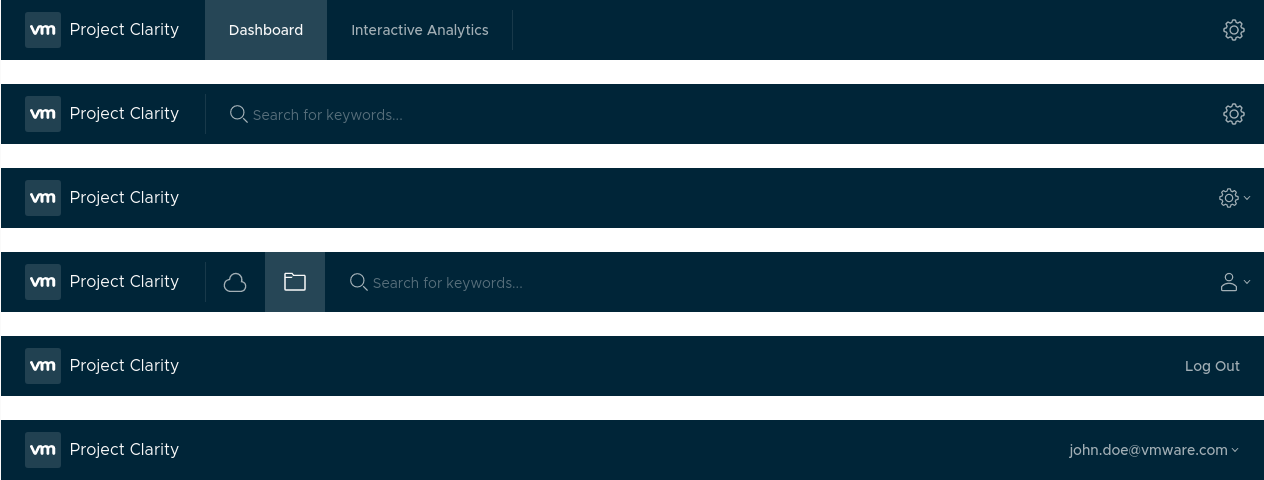 vm Project Clarity Dashboard Interactive Analytics
vm Project Clarity Search for keywords...
vm Project Clarity
vm Project Clarity Search for keywords...
vm Project Clarity Log Out
vm Project Clarity john.doe@vmware.com